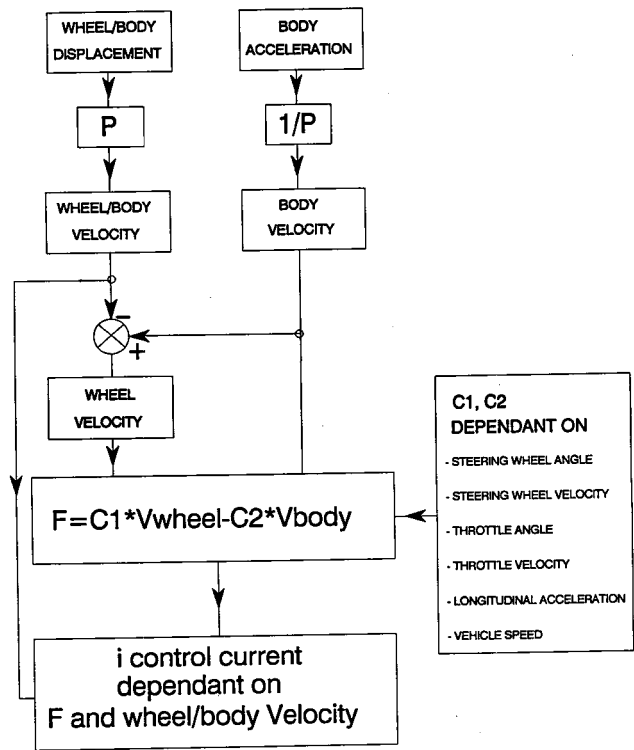 WHEEL/BODY
DISPLACEMENT
BODY
ACCELERATION
P
1/P
WHEEL/BODY
VELOCITY
BODY
VELOCITY
-
+
WHEEL
VELOCITY
F=C1*Vwheel-C2*Vbody
C1, C2
DEPENDANT ON
- STEERING WHEEL ANGLE
- STEERING WHEEL VELOCITY
- THROTTLE ANGLE
- THROTTLE VELOCITY
- LONGITUDINAL ACCELERATION
- VEHICLE SPEED
i control current
dependant on
F and wheel/body Velocity